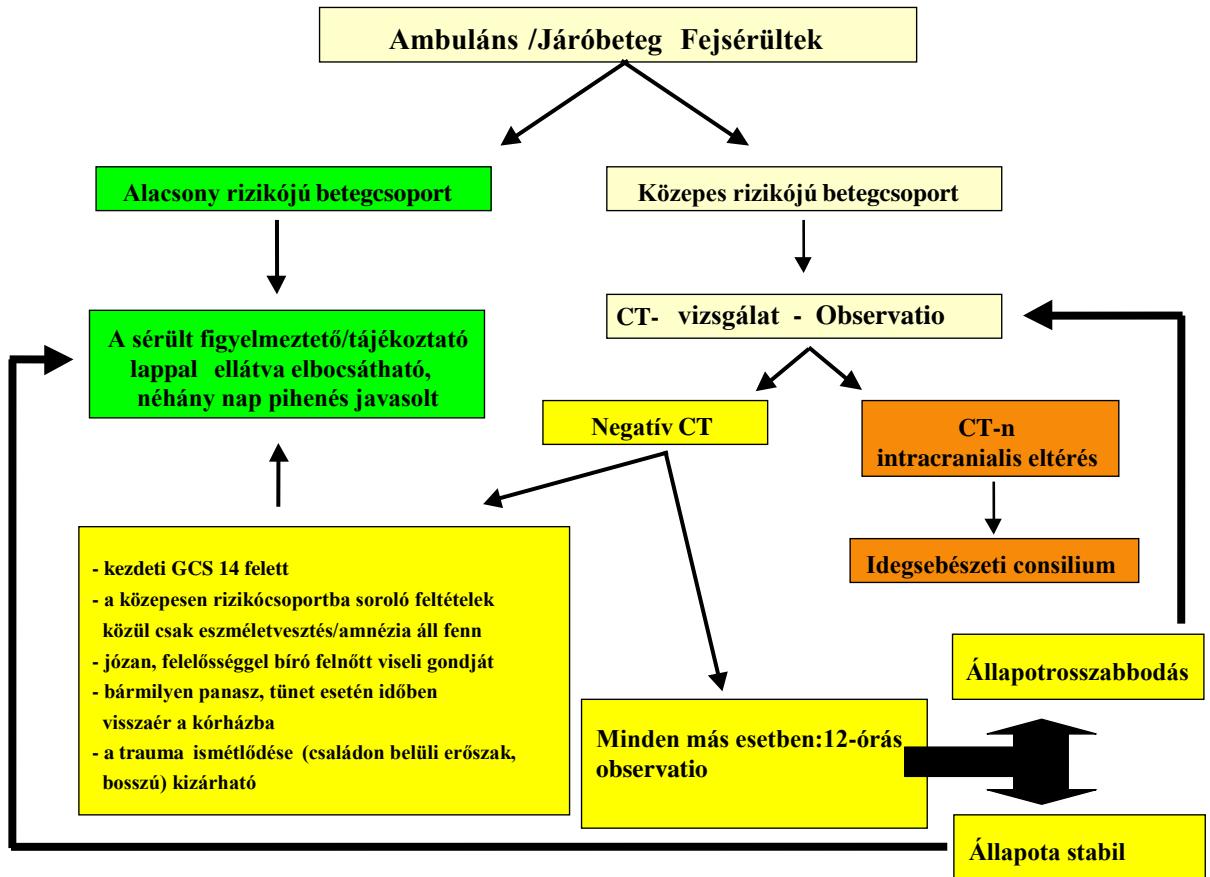 Ambuláns /Járóbeteg Fejsérültek
Alacsony rizikójú betegcsoport
Közepes rizikójú betegcsoport
A sérült figyelmeztető/tájékoztató
lappal ellátva elbocsátható,
néhány nap pihenés javasolt
CT- vizsgálat - Observatio
Negatív CT
CT-n
intracranialis eltérés
Idegsebészeti consilium
- kezdeti GCS 14 felett
- a közepesen rizikócsoportba soroló feltételek
közül csak eszméletvesztés/amnézia áll fenn
- józan, felelősséggel bíró felnőtt viseli gondját
- bármilyen panasz, tünet esetén időben
visszaér a kórházba
- a trauma ismétlődése (családon belüli erőszak,
bosszú) kizárható
Minden más esetben:12-órás
observatio
Állapotrosszabbodás
Állapota stabil